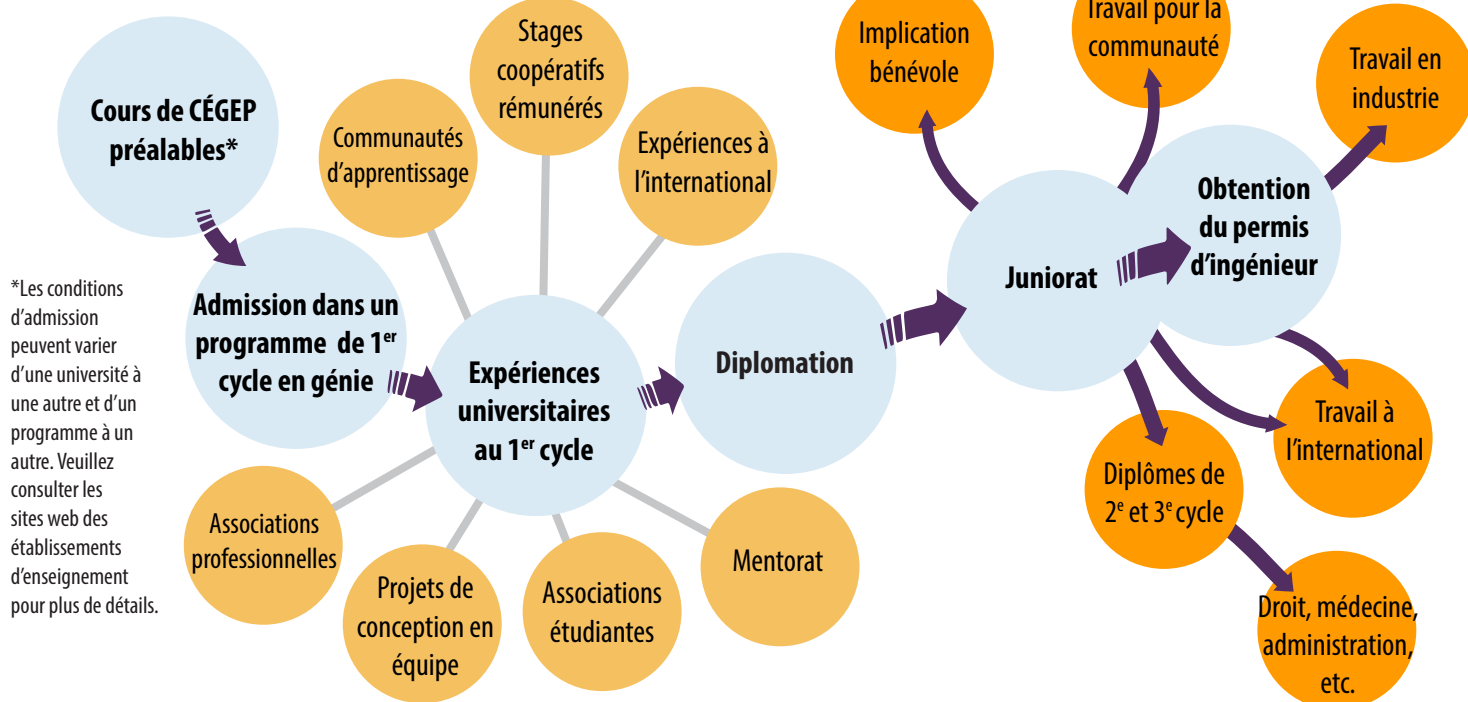 Cours de CÉGEP
préalables*
*Les conditions
d'admission
peuvent varier
d'une université à
une autre et d'un
programme à un
autre. Veuillez
consulter les
sites web des
établissements
d'enseignement
pour plus de détails.
Admission dans un
programme de 1er
cycle en génie
Communautés
d'apprentissage
Stages
coopératifs
rémunérés
Expériences à
l'international
Expériences
universitaires
au 1er cycle
Associations
professionnelles
Projets de
conception en
équipe
Associations
étudiantes
Mentorat
Diplomation
Juniorat
Implication
bénévole
Travail pour la
communauté
Obtention
du permis
d'ingénieur
Travail en
industrie
Travail à
l'international
Diplômes de
2e et 3e cycle
Droit, médecine,
administration,
etc.